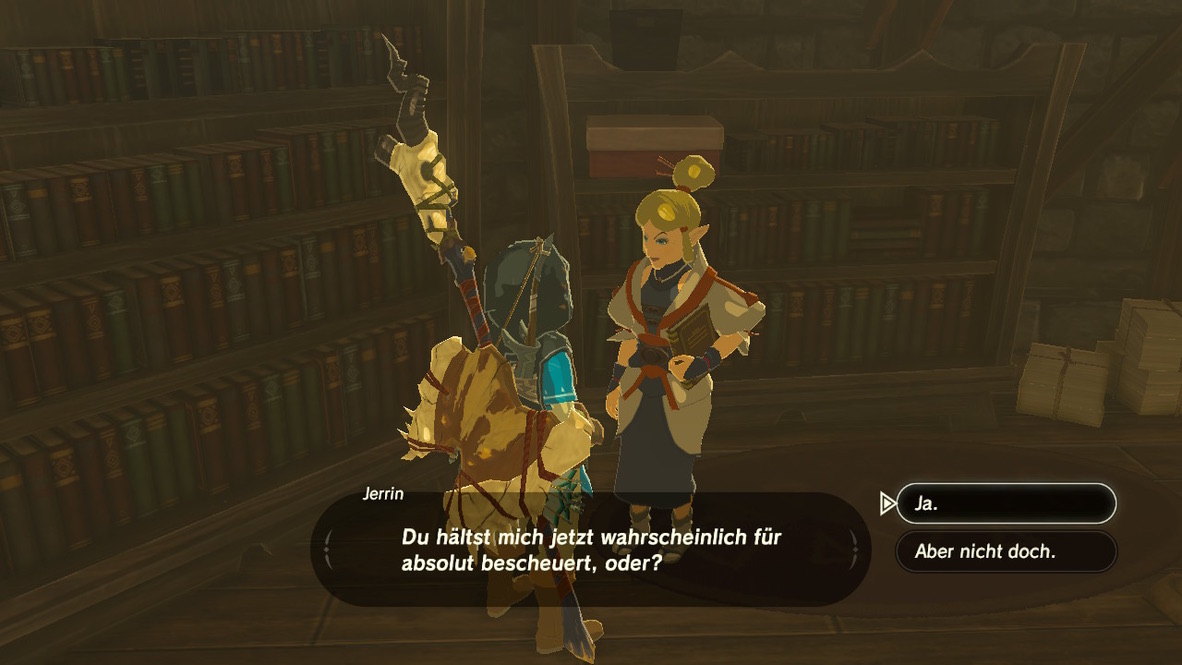 Jerrin
Du hältst mich jetzt wahrscheinlich für
absolut bescheuert, oder?
Ja.
Aber nicht doch.